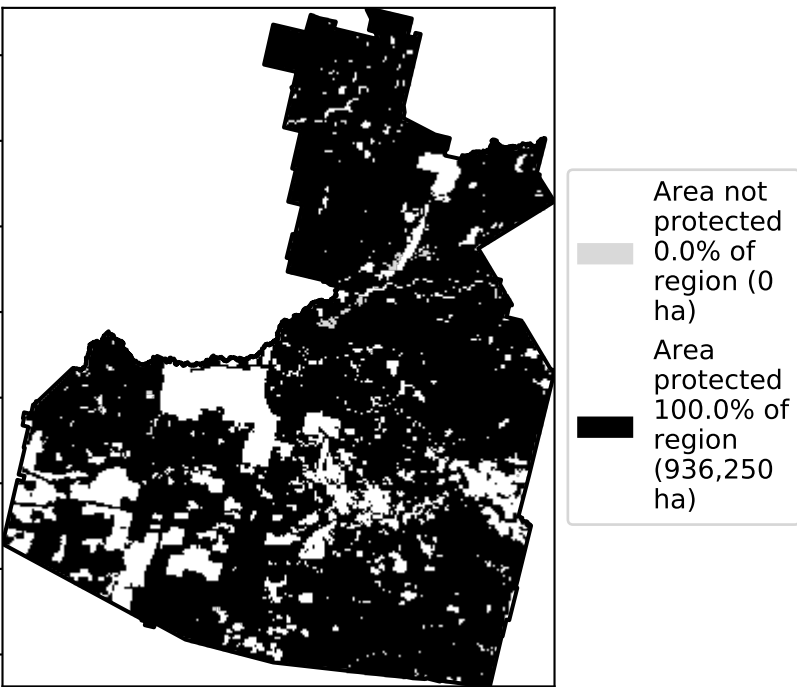 Area not
protected
0.0% of
region (0
ha)
Area
protected
100.0% of
region
(936,250
ha)